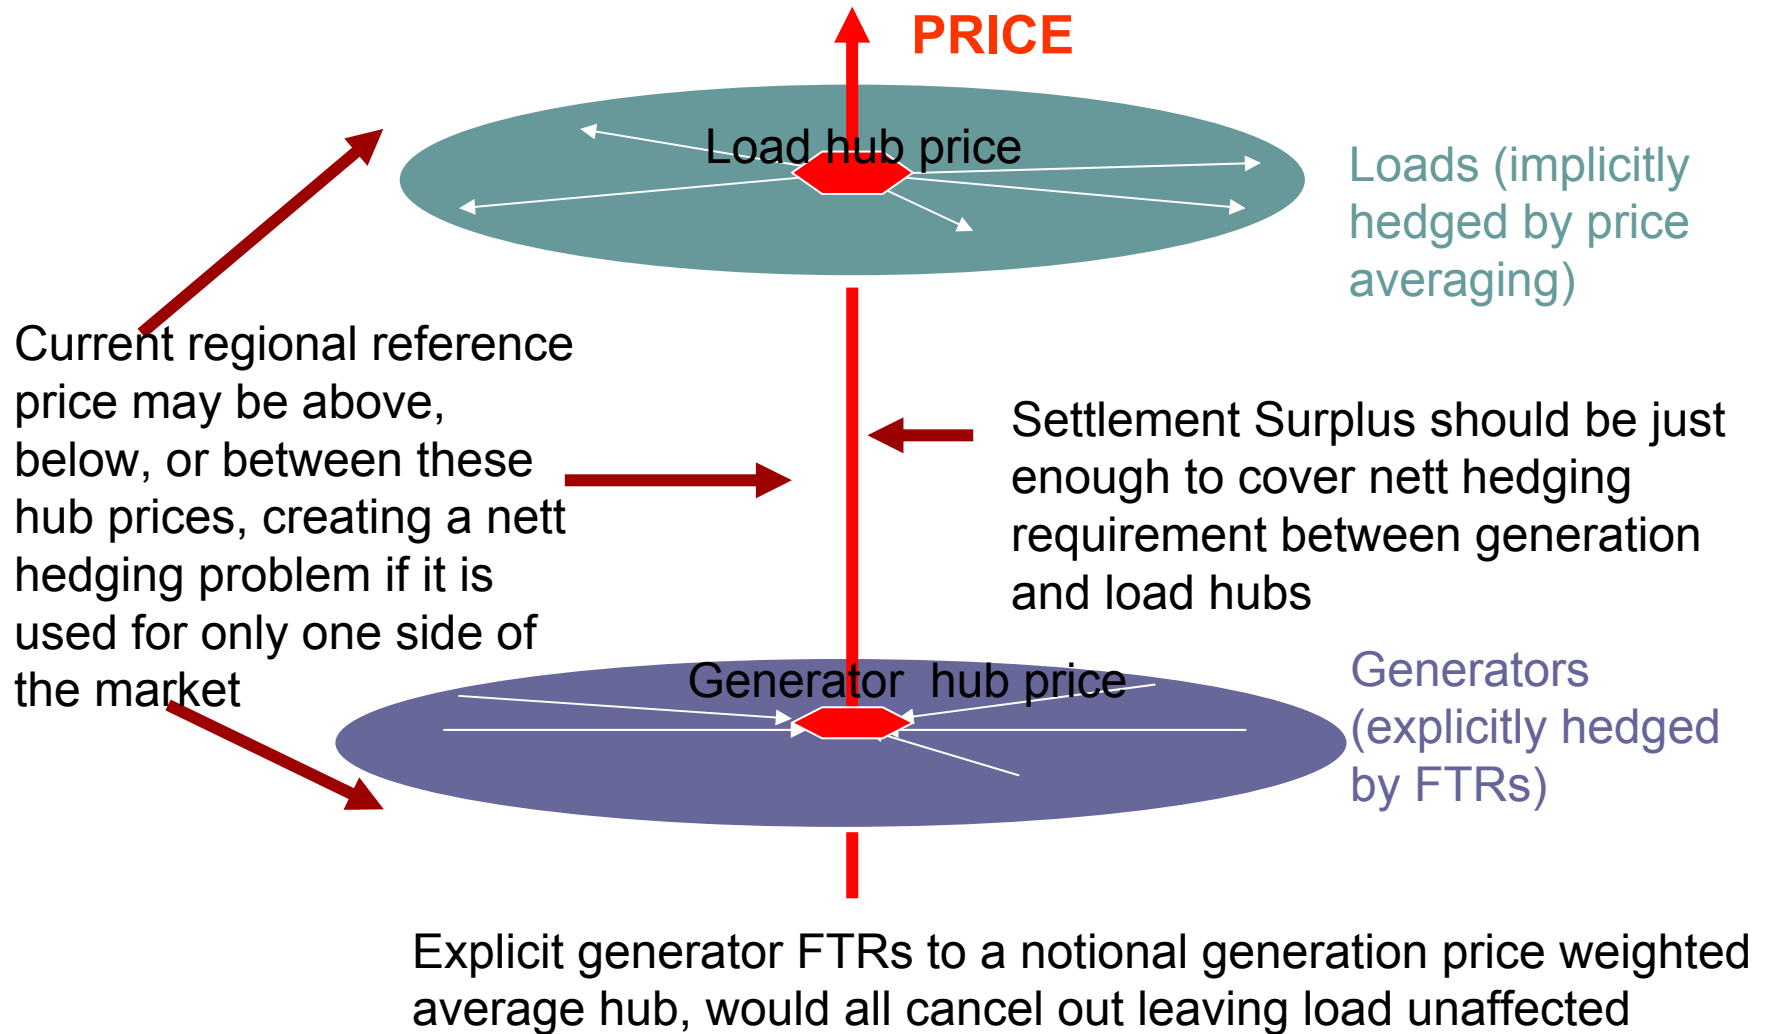 PRICE
Load hub price
Loads (implicitly
hedged by price
averaging)
Current regional reference
price may be above,
below, or between these
hub prices, creating a nett
hedging problem if it is
used for only one side of
the market
Settlement Surplus should be just
enough to cover nett hedging
requirement between generation
and load hubs
Generator hub price
Generators
(explicitly hedged
by FTRs)
Explicit generator FTRs to a notional generation price weighted
average hub, would all cancel out leaving load unaffected